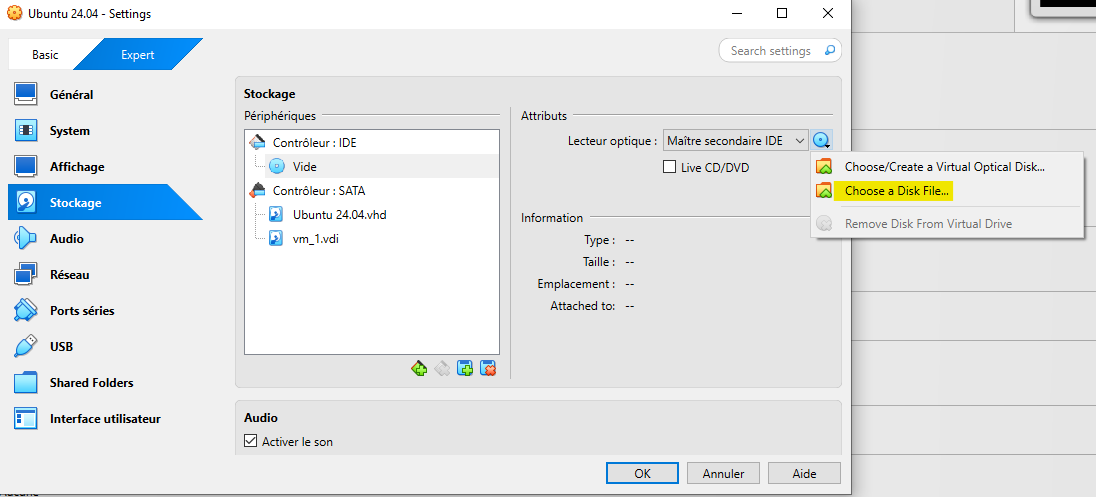 Ubuntu 24.04 - Settings
Basic
Expert
Search settings
Général
System
Affichage
Stockage
Audio
Réseau
Ports séries
USB
Shared Folders
Interface utilisateur
Stockage
Périphériques
Contrôleur : IDE
Vide
Contrôleur : SATA
Ubuntu 24.04.vhd
vm_1.vdi
Attributs
Lecteur optique : Maître secondaire IDE
Live CD/DVD
Choose/Create a Virtual Optical Disk...
Choose a Disk File...
Remove Disk From Virtual Drive
Information
Type : --
Taille : --
Emplacement : --
Attached to: --
Audio
Activer le son
OK
Annuler
Aide